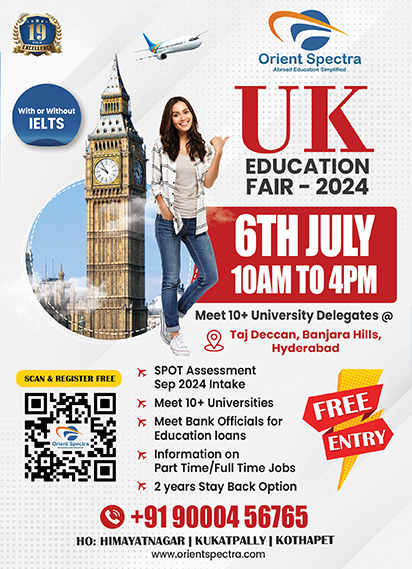 19
EXCELLENCE
Orient Spectra
Abroad Education Simplified
With or Without
IELTS
UK
EDUCATION
FAIR - 2024
6TH JULY
10AM TO 4PM
Meet 10+ University Delegates @
Taj Deccan, Banjara Hills,
Hyderabad
SCAN & REGISTER FREE
Orient Spectra
SPOT Assessment
Sep 2024 Intake
Meet 10+ Universities
Meet Bank Officials for
Education loans
Information on
Part Time/Full Time Jobs
2 years Stay Back Option
FREE
ENTRY
+91 90004 56765
HO: HIMAYATNAGAR | KUKATPALLY | KOTHAPET
www.orientspectra.com